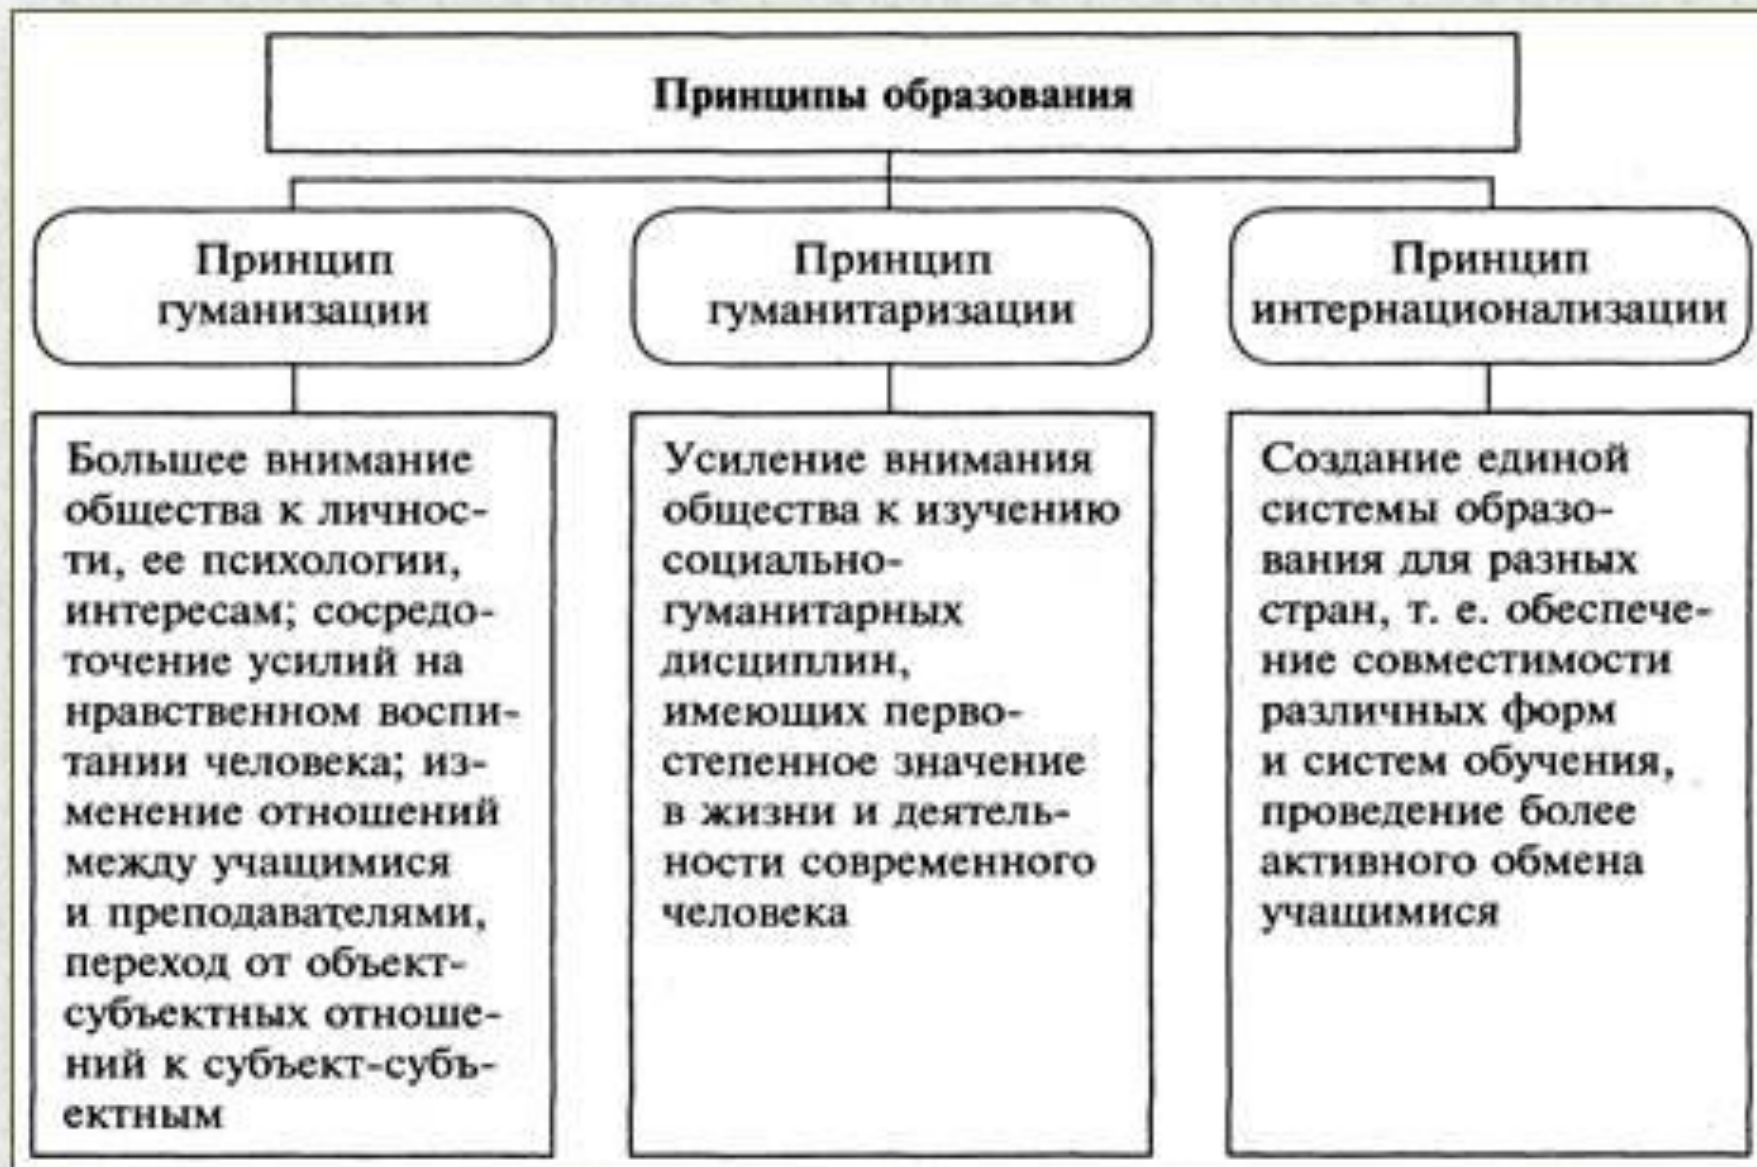 Принципы образования
Принцип
гуманизации
Принцип
гуманитаризации
Принцип
интернационализации
Большее внимание
общества к личнос-
ти, ее психологии,
интересам; сосредо-
точение усилий на
нравственном воспи-
тании человека; из-
менение отношений
между учащимися
и преподавателями,
переход от объект-
субъектных отноше-
ний к субъект-субъ-
ектным
Усиление внимания
общества к изучению
социально-
гуманитарных
дисциплин,
имеющих перво-
степенное значение
в жизни и деятель-
ности современного
человека
Создание единой
системы образо-
вания для разных
стран, т. е. обеспече-
ние совместимости
различных форм
и систем обучения,
проведение более
активного обмена
учащимися